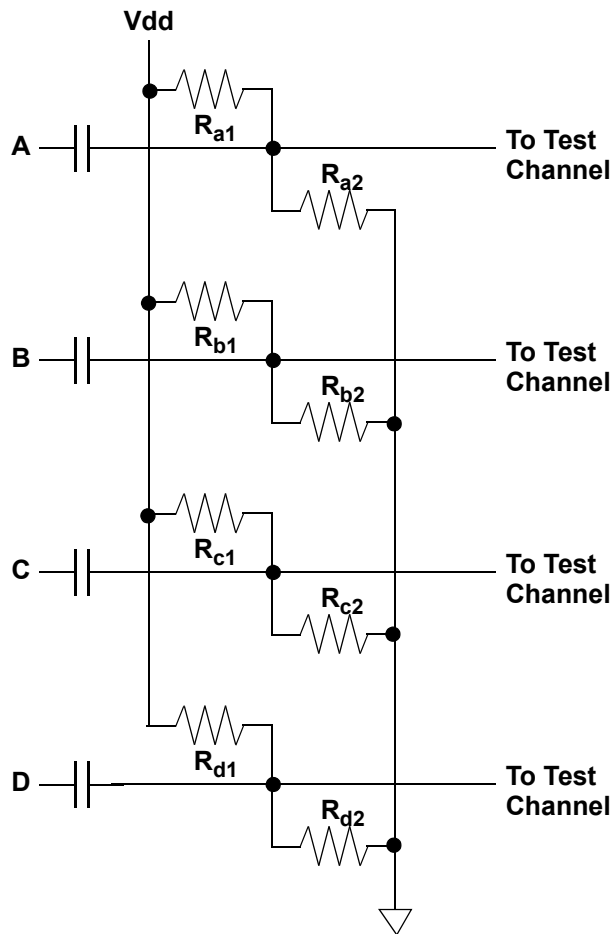 Vdd
Ra1
A
To Test
Channel
Ra2
Rb1
B
To Test
Channel
Rb2
Rc1
C
To Test
Channel
Rc2
Rd1
D
To Test
Channel
Rd2